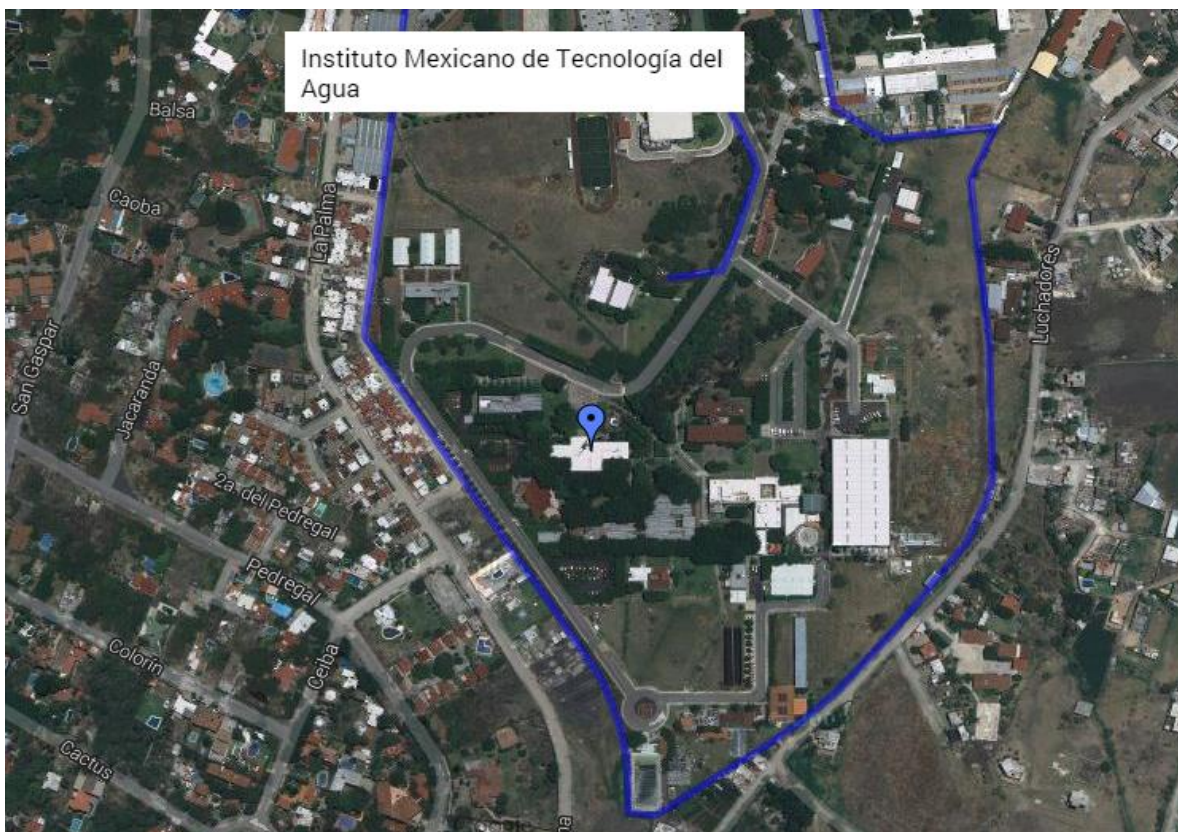 Instituto Mexicano de Tecnología del
Agua
Balsa
Caoba
La Palma
San Gaspar
Jacaranda
Luchadores
2a. del Pedregal
Pedregal
Colorín
Ceiba
Cactus